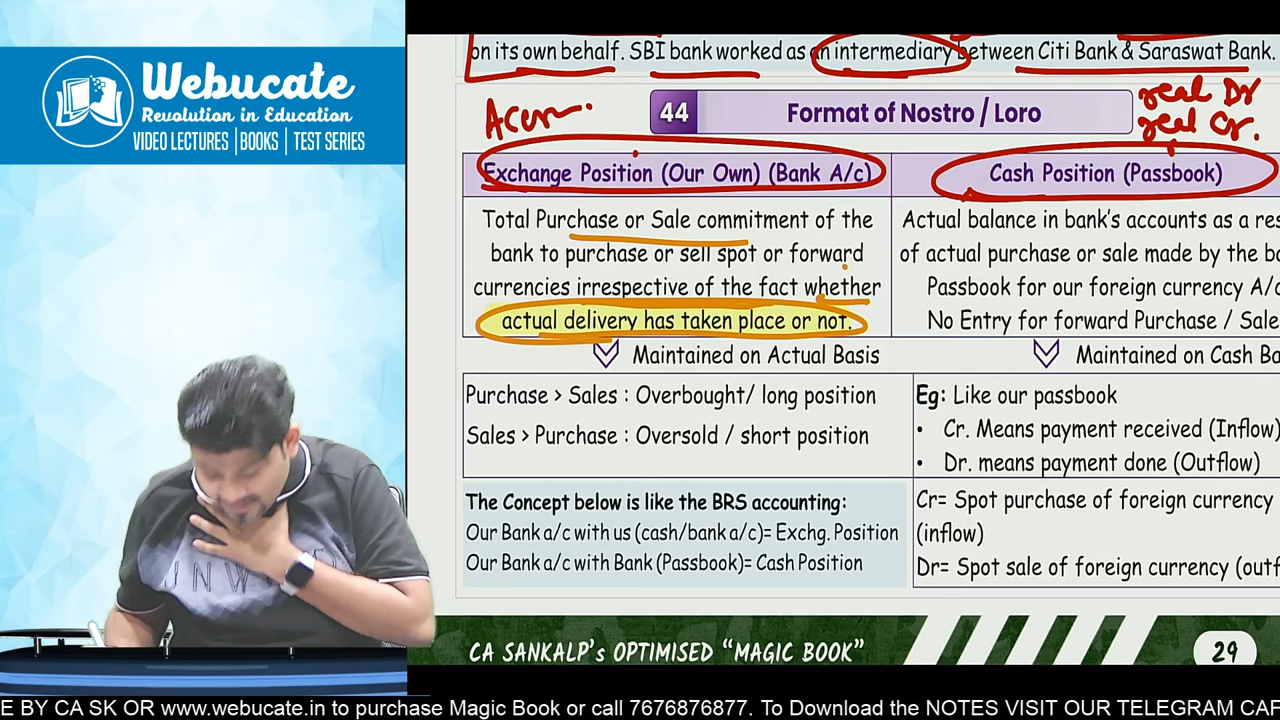 Webucate
Revolution in Education
VIDEO LECTURES | BOOKS | TEST SERIES
on its own behalf. SBI bank worked as an intermediary between Citi Bank & Saraswat Bank.
real Dr
real Cr.
44 Format of Nostro / Loro
Exchange Position (Our Own) (Bank A/c)
Total Purchase or Sale commitment of the
bank to purchase or sell spot or forward
currencies irrespective of the fact whether
actual delivery has taken place or not.
Maintained on Actual Basis
Purchase > Sales : Overbought/ long position
Sales > Purchase : Oversold / short position
The Concept below is like the BRS accounting:
Our Bank a/c with us (cash/bank a/c)= Exchg. Position
Our Bank a/c with Bank (Passbook)= Cash Position
Cash Position (Passbook)
Actual balance in bank's accounts as a res
of actual purchase or sale made by the ba
Passbook for our foreign currency A/c
No Entry for forward Purchase / Sale
Maintained on Cash Ba
Eg: Like our passbook
• Cr. Means payment received (Inflow)
• Dr. means payment done (Outflow)
Cr= Spot purchase of foreign currency
(inflow)
Dr= Spot sale of foreign currency (outf
CA SANKALP's OPTIMISED "MAGIC BOOK"
29
E BY CA SK OR www.webucate.in to purchase Magic Book or call 7676876877. To Download the NOTES VISIT OUR TELEGRAM CAF